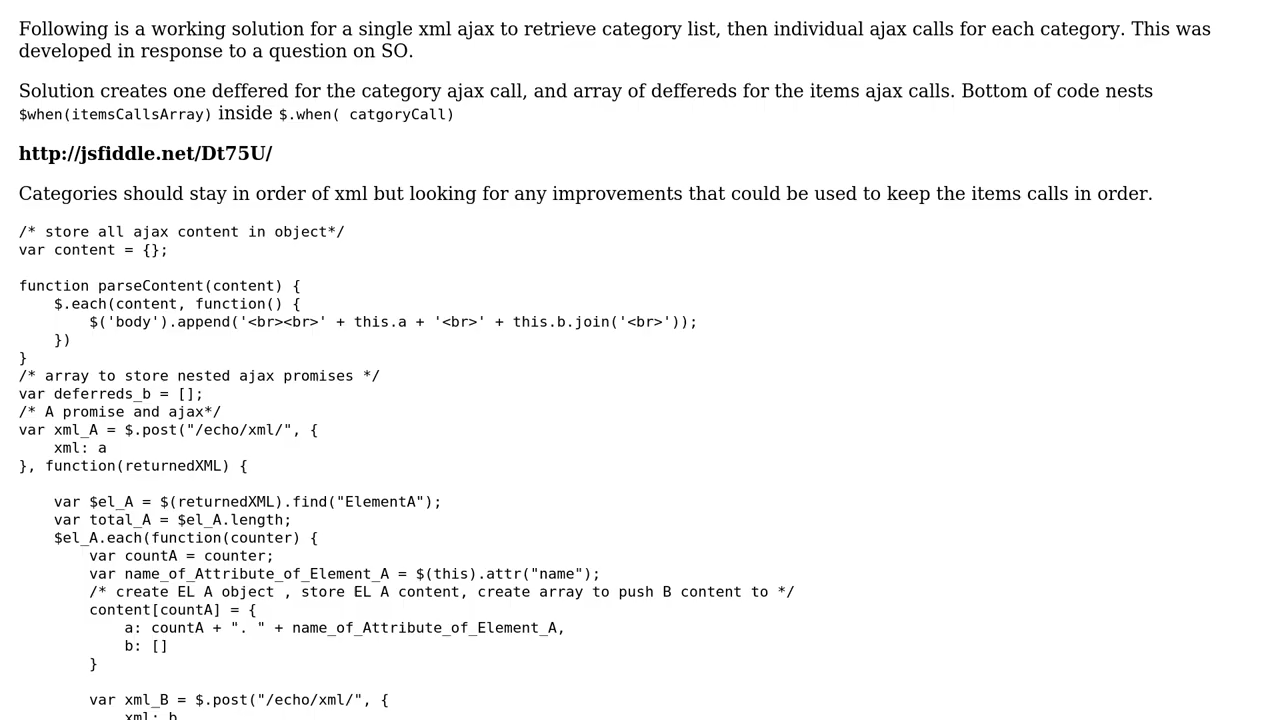 Following is a working solution for a single xml ajax to retrieve category list, then individual ajax calls for each category. This was
developed in response to a question on SO.
Solution creates one deffered for the category ajax call, and array of deffereds for the items ajax calls. Bottom of code nests
$when(itemsCallsArray) inside $.when( catgoryCall)
http://jsfiddle.net/Dt75U/
Categories should stay in order of xml but looking for any improvements that could be used to keep the items calls in order.
/* store all ajax content in object*/
var content = {};
function parseContent(content) {
    $.each(content, function() {
        $('body').append('<br><br>' + this.a + '<br>' + this.b.join('<br>'));
    })
}
/* array to store nested ajax promises */
var deferreds_b = [];
/* A promise and ajax*/
var xml_A = $.post("/echo/xml/", {
    xml: a
}, function(returnedXML) {
    var $el_A = $(returnedXML).find("ElementA");
    var total_A = $el_A.length;
    $el_A.each(function(counter) {
        var countA = counter;
        var name_of_Attribute_of_Element_A = $(this).attr("name");
        /* create EL A object , store EL A content, create array to push B content to */
        content[countA] = {
            a: countA + ". " + name_of_Attribute_of_Element_A,
            b: []
        }
        var xml_B = $.post("/echo/xml/", {
            xml: b